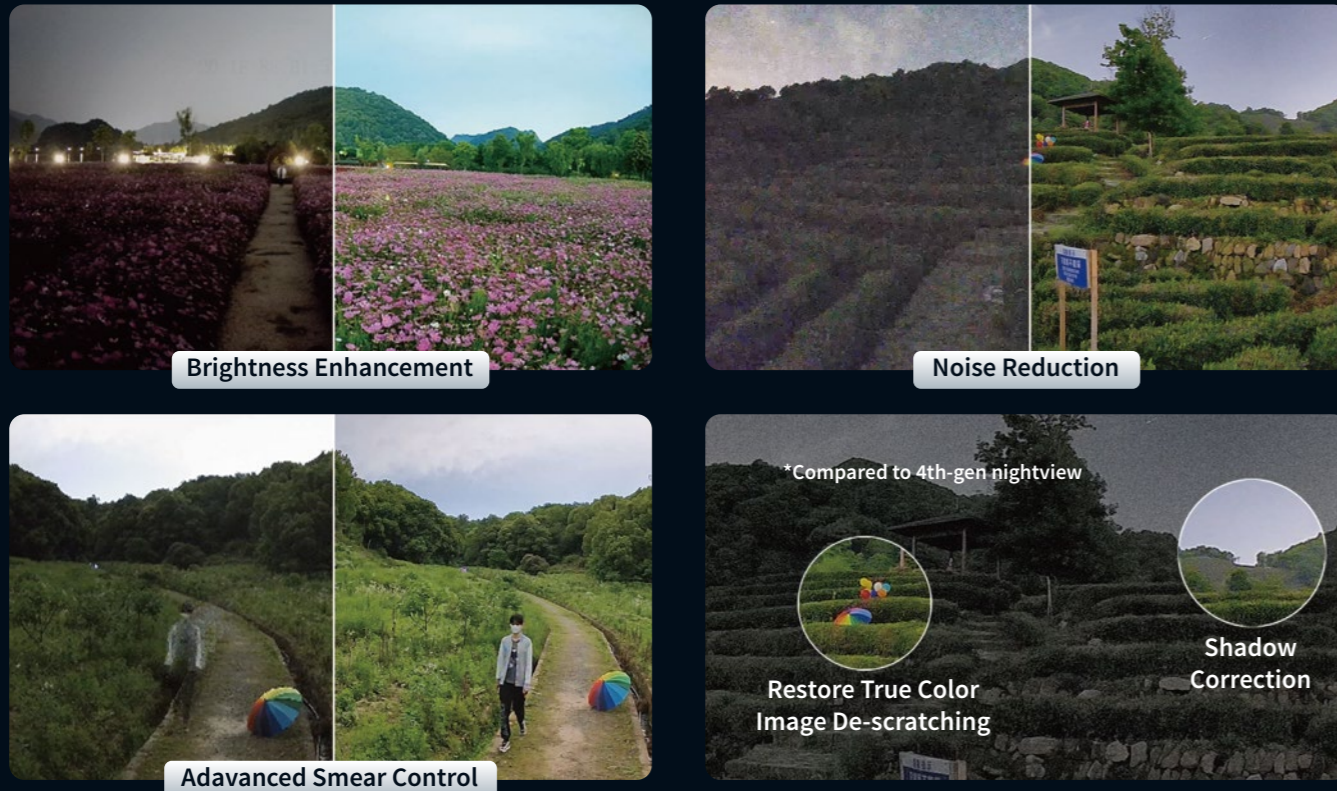 Brightness Enhancement
Noise Reduction
Adavanced Smear Control
*Compared to 4th-gen nightview
Restore True Color
Image De-scratching
Shadow
Correction